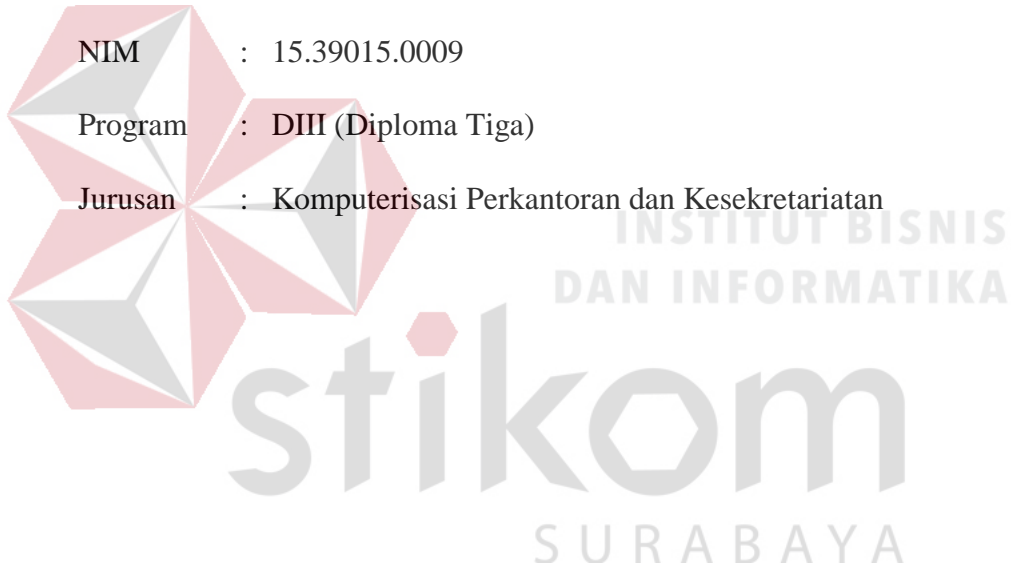 NIM : 15.39015.0009
Program : DIII (Diploma Tiga)
Jurusan : Komputerisasi Perkantoran dan Kesekretariatan
INSTITUT BISNIS
DAN INFORMATIKA
stikom
SURABAYA